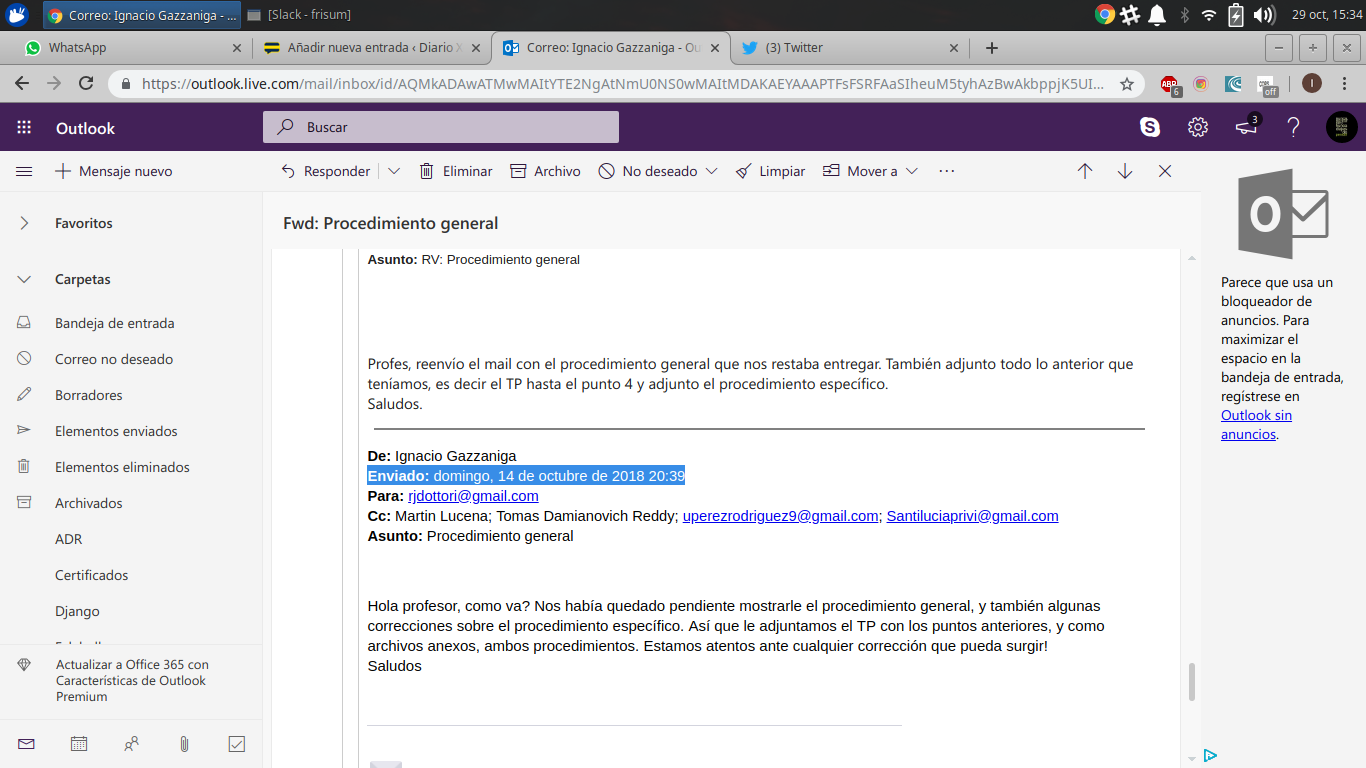 Correo: Ignacio Gazzaniga - ...
[Slack - frisum]
29 oct, 15:34
WhatsApp
Añadir nueva entrada ‹ Diario
Correo: Ignacio Gazzaniga - Ou
(3) Twitter
https://outlook.live.com/mail/inbox/id/AQMkADAwATMwMAItYTE2NgAtNmU0NS0wMAItMDAKAEYAAAPTFsFSRFAaSIheuM5tyhAzBwAkbppjK5UI...
ABP
6
off
I
Outlook
Buscar
3
Mensaje nuevo
Responder
Eliminar
Archivo
No deseado
Limpiar
Mover a
Favoritos
Carpetas
Bandeja de entrada
Correo no deseado
Borradores
Elementos enviados
Elementos eliminados
Archivados
ADR
Certificados
Django
Actualizar a Office 365 con
Características de Outlook
Premium
Fwd: Procedimiento general
Asunto: RV: Procedimiento general
Profes, reenvío el mail con el procedimiento general que nos restaba entregar. También adjunto todo lo anterior que
teníamos, es decir el TP hasta el punto 4 y adjunto el procedimiento específico.
Saludos.
De: Ignacio Gazzaniga
Enviado: domingo, 14 de octubre de 2018 20:39
Para: rjdottori@gmail.com
Cc: Martin Lucena; Tomas Damianovich Reddy; uperezrodriguez9@gmail.com; Santiluciaprivi@gmail.com
Asunto: Procedimiento general
Hola profesor, como va? Nos había quedado pendiente mostrarle el procedimiento general, y también algunas
correcciones sobre el procedimiento específico. Así que le adjuntamos el TP con los puntos anteriores, y como
archivos anexos, ambos procedimientos. Estamos atentos ante cualquier corrección que pueda surgir!
Saludos
Parece que usa un
bloqueador de
anuncios. Para
maximizar el
espacio en la
bandeja de entrada,
regístrese en
Outlook sin
anuncios.